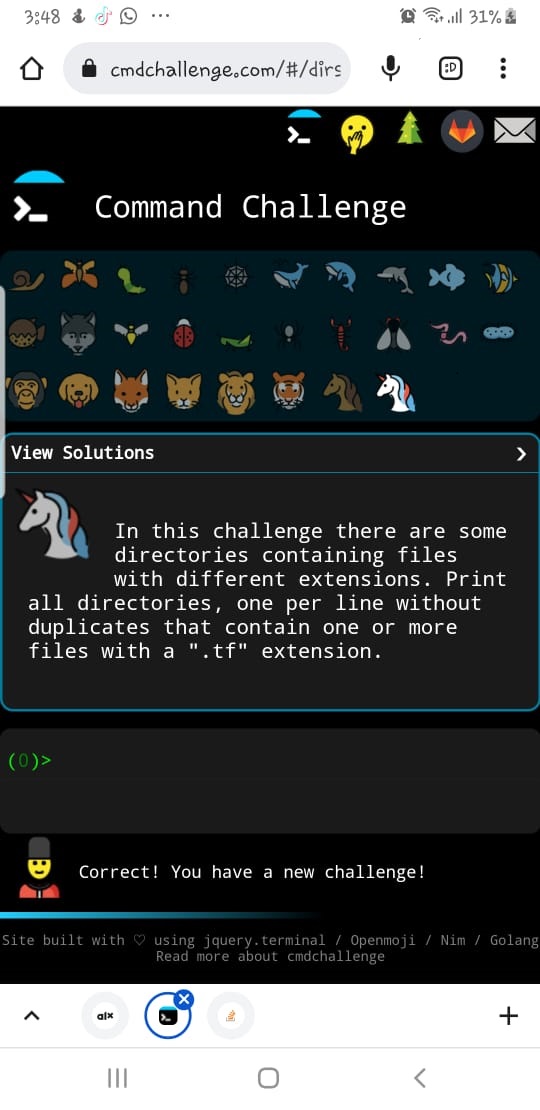 3:48
31%
cmdchallenge.com/#/dirs
:D
Command Challenge
View Solutions
In this challenge there are some
directories containing files
with different extensions. Print
all directories, one per line without
duplicates that contain one or more
files with a ".tf" extension.
(0)>
Correct! You have a new challenge!
Site built with ♡ using jquery.terminal / Openmoji / Nim / Golang
Read more about cmdchallenge
alx